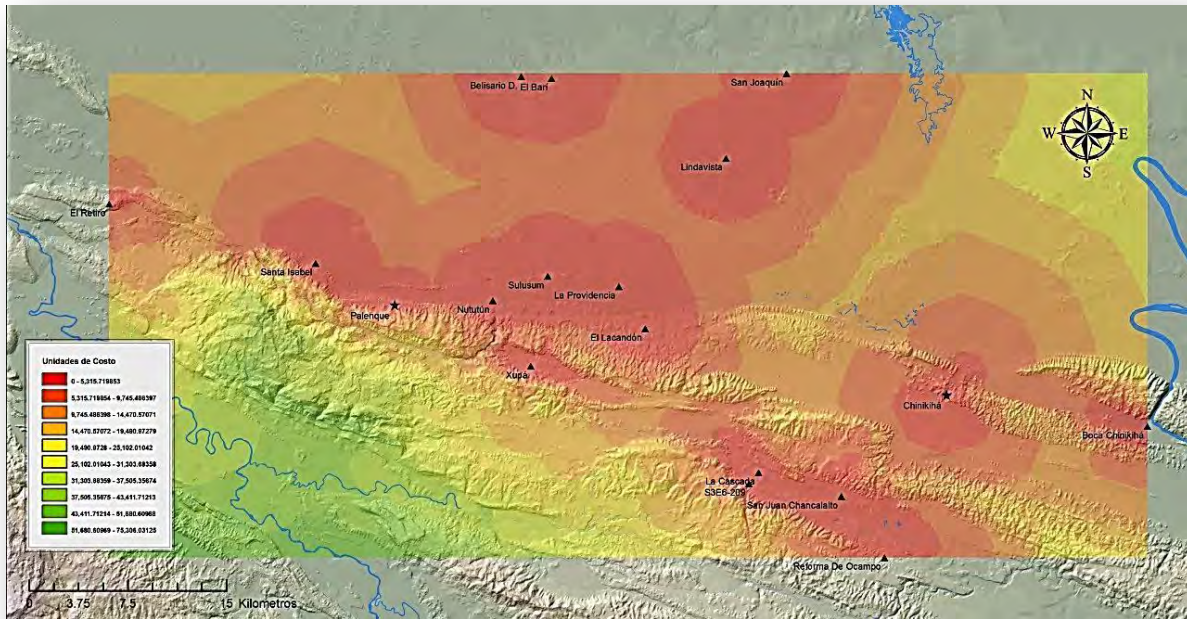 Belisario D.
El Bari
San Joaquín
N
W
E
S
Lindavista
El Retiro
Santa Isabel
Sulusum
La Providencia
Palenque
Nututún
El Lacandón
Xupá
Chinikihá
Boca Chinikihá
La Cascada
S3E6-209
San Juan Chancalaíto
Reforma De Ocampo
Unidades de Costo
0 - 5,315.719853
5,315.719854 - 9,745.486397
9,745.486398 - 14,470.57071
14,470.57072 - 19,490.97279
19,490.9728 - 25,102.01042
25,102.01043 - 31,303.68358
31,303.68359 - 37,505.35674
37,505.35675 - 43,411.71213
43,411.71214 - 51,680.60968
51,680.60969 - 75,306.03125
0 3.75 7.5 15 Kilometros